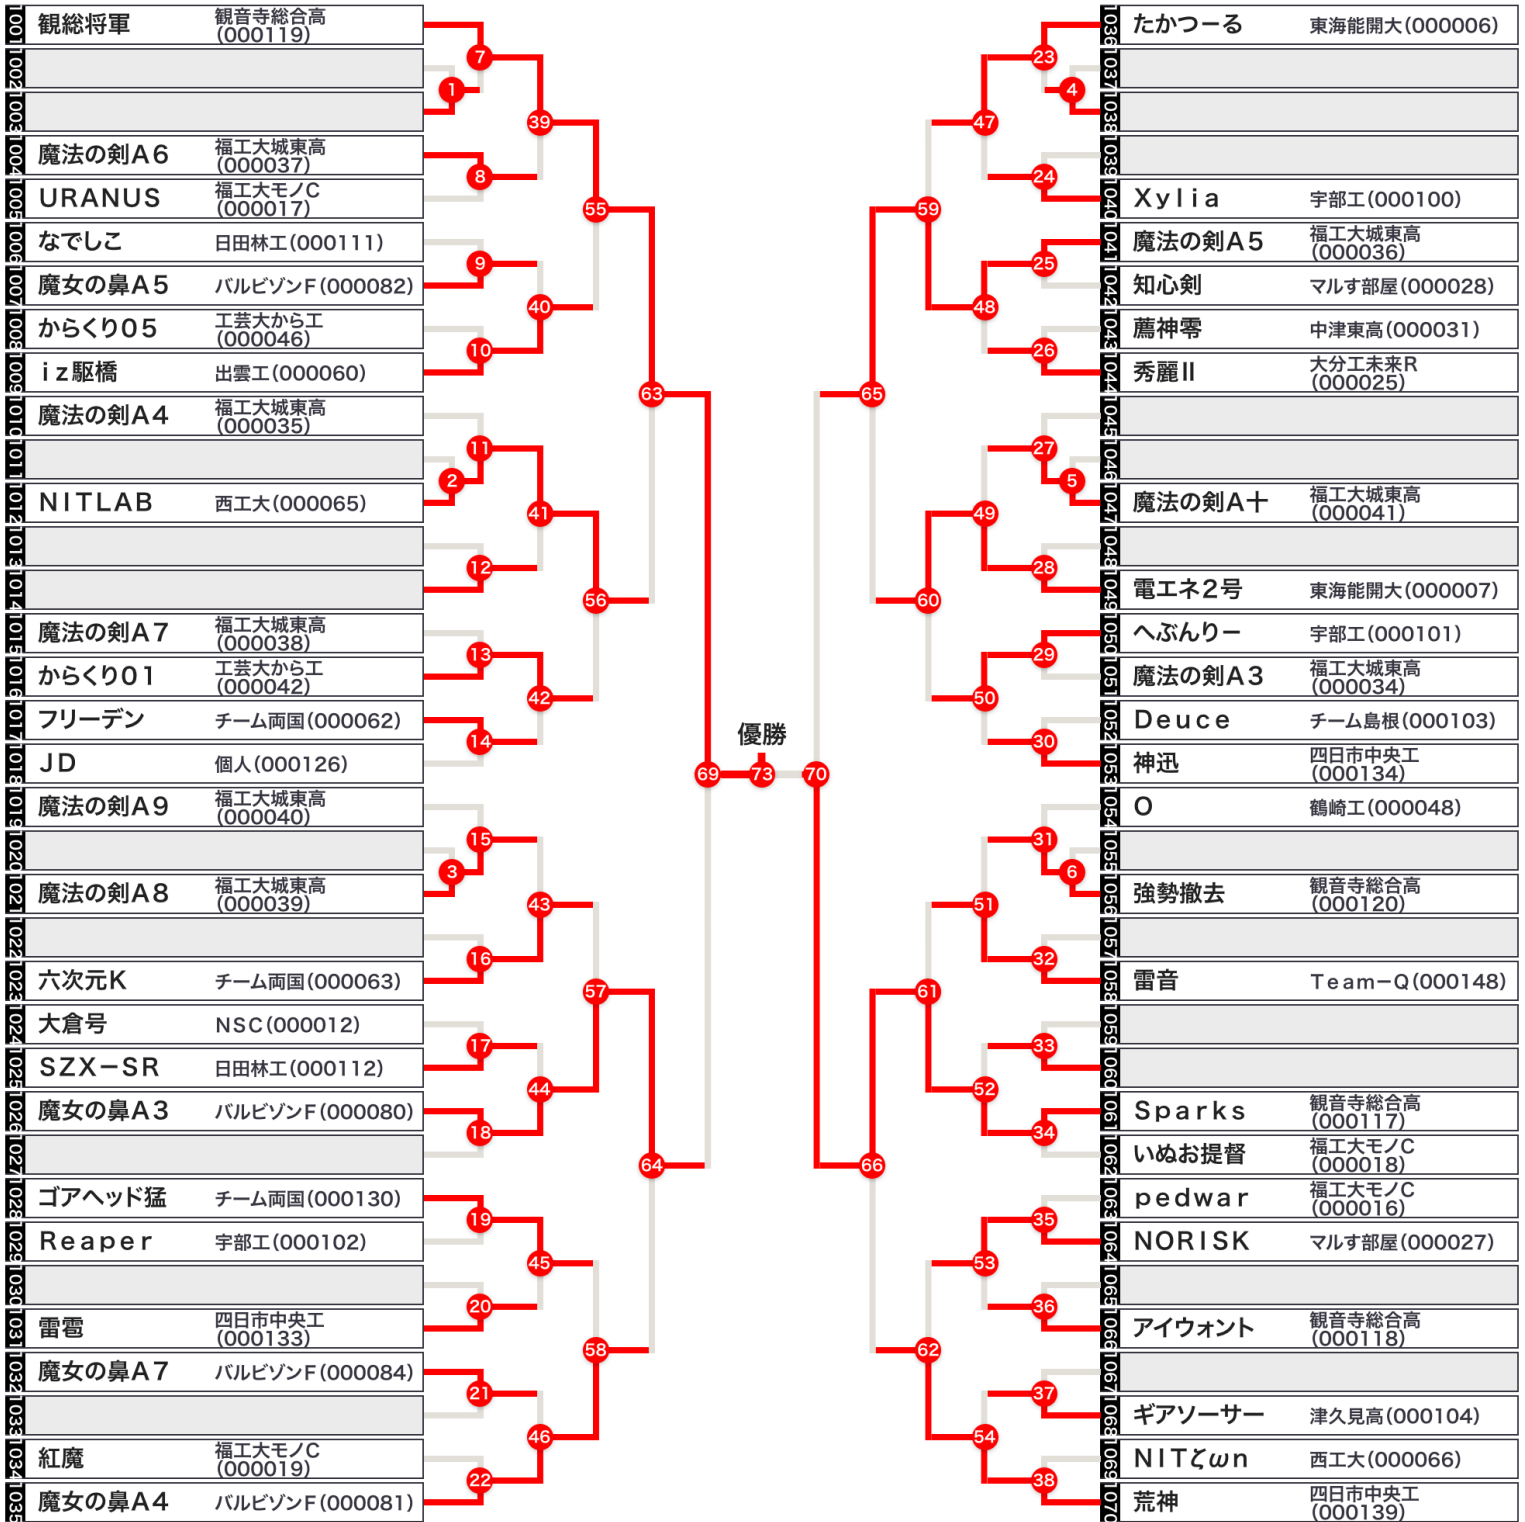 1001 観総将軍 観音寺総合高 (000119)
1002
1003
1004 魔法の剣A6 福工大城東高 (000037)
1005 URANUS 福工大モノC (000017)
1006 なでしこ 日田林工(000111)
1007 魔女の鼻A5 バルビゾンF(000082)
1008 からくり05 工芸大から工 (000046)
1009 iz駆橋 出雲工(000060)
1010 魔法の剣A4 福工大城東高 (000035)
1011
1012 NITLAB 西工大(000065)
1013
1014
1015 魔法の剣A7 福工大城東高 (000038)
1016 からくり01 工芸大から工 (000042)
1017 フリーデン チーム両国(000062)
1018 JD 個人(000126)
1019 魔法の剣A9 福工大城東高 (000040)
1020
1021 魔法の剣A8 福工大城東高 (000039)
1022
1023 六次元K チーム両国(000063)
1024 大倉号 NSC(000012)
1025 SZX−SR 日田林工(000112)
1026 魔女の鼻A3 バルビゾンF(000080)
1027
1028 ゴアヘッド猛 チーム両国(000130)
1029 Reaper 宇部工(000102)
1030
1031 雷雹 四日市中央工 (000133)
1032 魔女の鼻A7 バルビゾンF(000084)
1033
1034 紅魔 福工大モノC (000019)
1035 魔女の鼻A4 バルビゾンF(000081)
7
1
39
8
55
9
40
10
63
11
2
41
12
56
13
42
14
優勝
69 73 70
15
3
43
16
57
17
44
18
64
19
45
20
58
21
46
22
23
4
47
24
59
25
48
26
65
27
5
49
28
60
29
50
30
31
6
51
32
61
33
52
34
66
35
53
36
62
37
54
38
1036 たかつーる 東海能開大(000006)
1037
1038
1039
1040 Xylia 宇部工(000100)
1041 魔法の剣A5 福工大城東高 (000036)
1042 知心剣 マルす部屋(000028)
1043 薦神零 中津東高(000031)
1044 秀麗Ⅱ 大分工未来R (000025)
1045
1046
1047 魔法の剣A十 福工大城東高 (000041)
1048
1049 電エネ2号 東海能開大(000007)
1050 へぶんりー 宇部工(000101)
1051 魔法の剣A3 福工大城東高 (000034)
1052 Deuce チーム島根(000103)
1053 神迅 四日市中央工 (000134)
1054 O 鶴崎工(000048)
1055
1056 強勢撤去 観音寺総合高 (000120)
1057
1058 雷音 Team−Q(000148)
1059
1060
1061 Sparks 観音寺総合高 (000117)
1062 いぬお提督 福工大モノC (000018)
1063 pedwar 福工大モノC (000016)
1064 NORISK マルす部屋(000027)
1065
1066 アイウォント 観音寺総合高 (000118)
1067
1068 ギアソーサー 津久見高(000104)
1069 NITζωn 西工大(000066)
1070 荒神 四日市中央工 (000139)